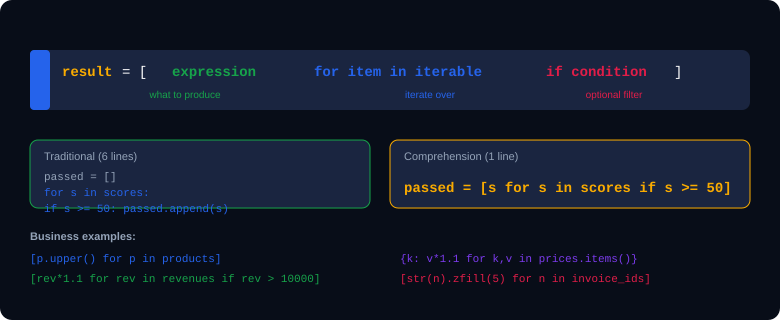 result = [ expression for item in iterable if condition ]
what to produce iterate over optional filter
Traditional (6 lines)
passed = []
for s in scores:
if s >= 50: passed.append(s)
Comprehension (1 line)
passed = [s for s in scores if s >= 50]
Business examples:
[p.upper() for p in products]
{k: v*1.1 for k,v in prices.items()}
[rev*1.1 for rev in revenues if rev > 10000]
[str(n).zfill(5) for n in invoice_ids]